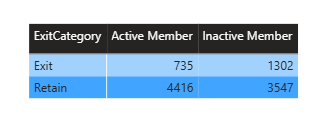 ExitCategory Active Member Inactive Member
Exit 735 1302
Retain 4416 3547